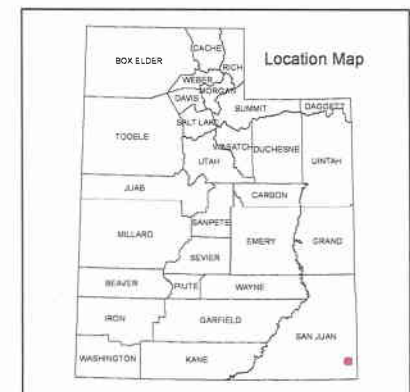 Location Map
CACHE
BOX ELDER
RICH
WEBER
MORGAN
DAVIS
SUMMIT
DAGGETT
SALT LAKE
TOOELE
WASATCH
DUCHESNE
UTAH
UINTAH
JUAB
CARBON
SANPETE
MILLARD
EMERY
GRAND
SEVIER
BEAVER
PIUTE
WAYNE
IRON
GARFIELD
SAN JUAN
WASHINGTON
KANE